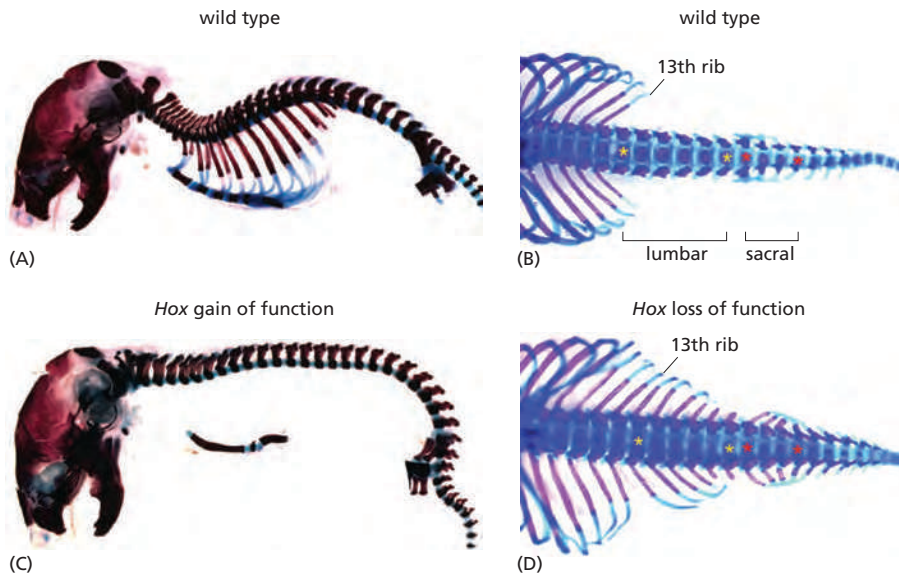 wild type
wild type
13th rib
(A)
(B)
lumbar
sacral
Hox gain of function
Hox loss of function
13th rib
(C)
(D)